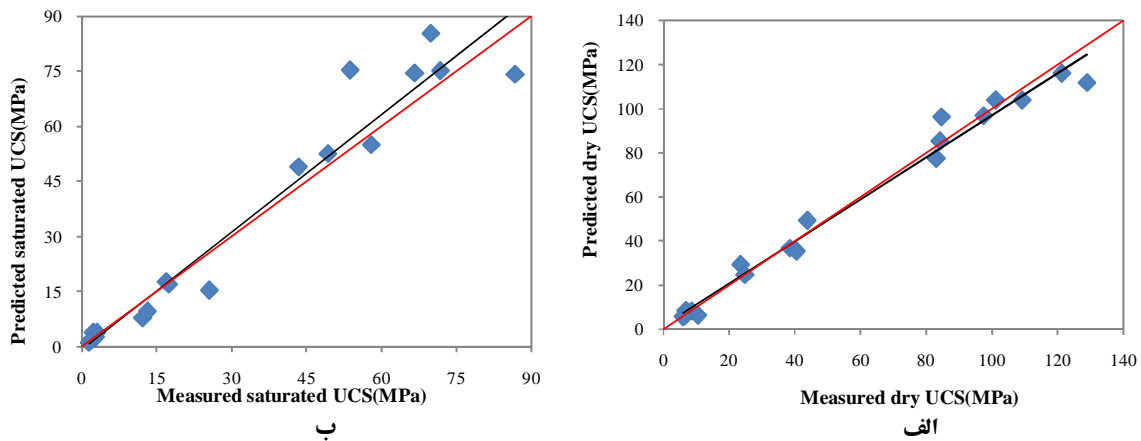 Predicted saturated UCS(MPa)
90
75
60
45
30
15
0
0 15 30 45 60 75 90
Measured saturated UCS(MPa)
ب
Predicted dry UCS(MPa)
140
120
100
80
60
40
20
0
0 20 40 60 80 100 120 140
Measured dry UCS(MPa)
الف